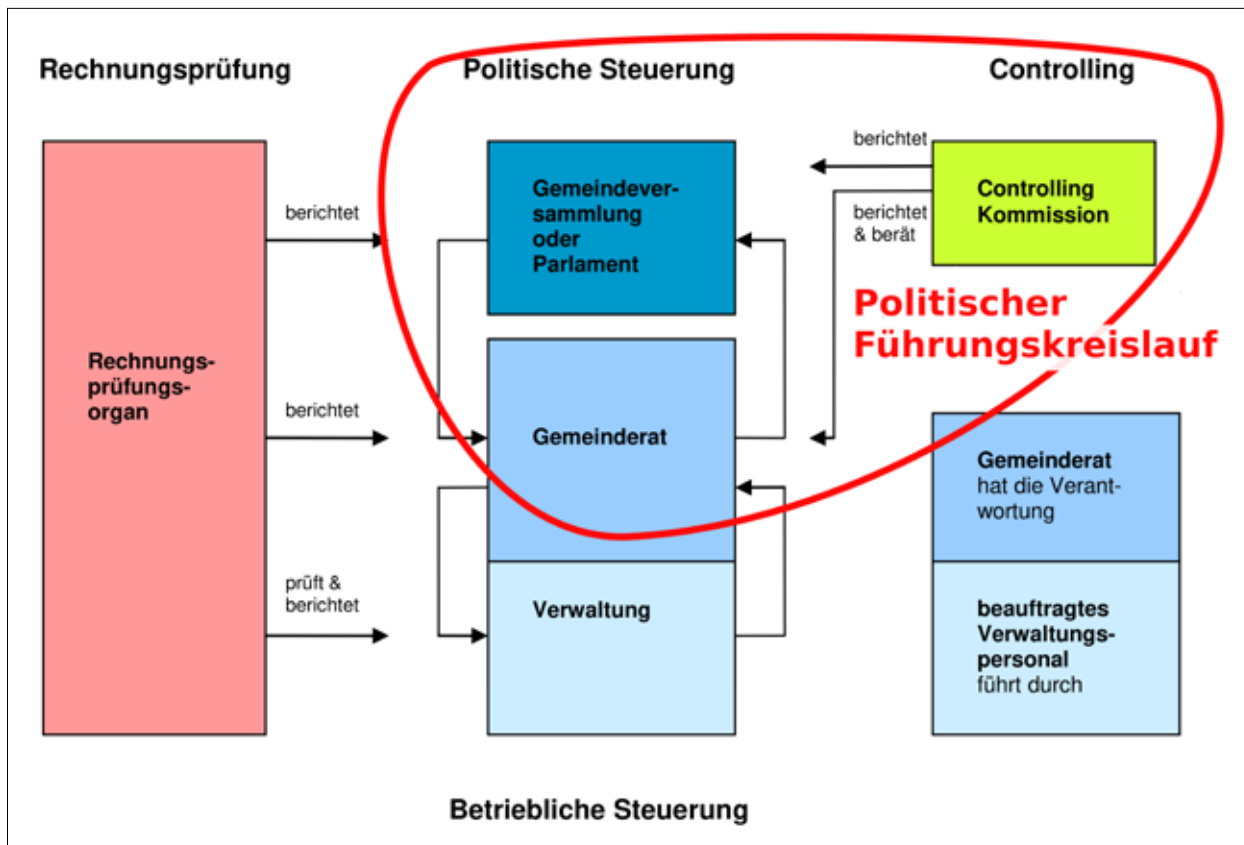 Rechnungsprüfung
Politische Steuerung
Controlling
berichtet
berichtet
berichtet
& berät
Gemeindever-
sammlung
oder
Parlament
Controlling
Kommission
Politischer
Führungskreislauf
Rechnungs-
prüfungs-
organ
berichtet
Gemeinderat
Gemeinderat
hat die Verant-
wortung
prüft &
berichtet
Verwaltung
beauftragtes
Verwaltungs-
personal
führt durch
Betriebliche Steuerung